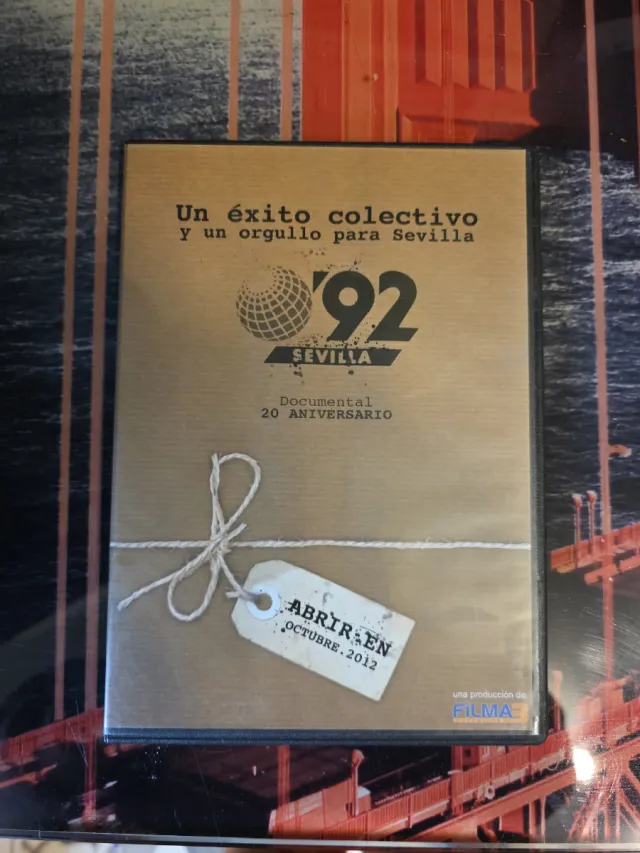 Un éxito colectivo
y un orgullo para Sevilla
'92
SEVILLA
Documental
20 ANIVERSARIO
ABRIR.EN
OCTUBRE.2012
una producción de
FiLMA3